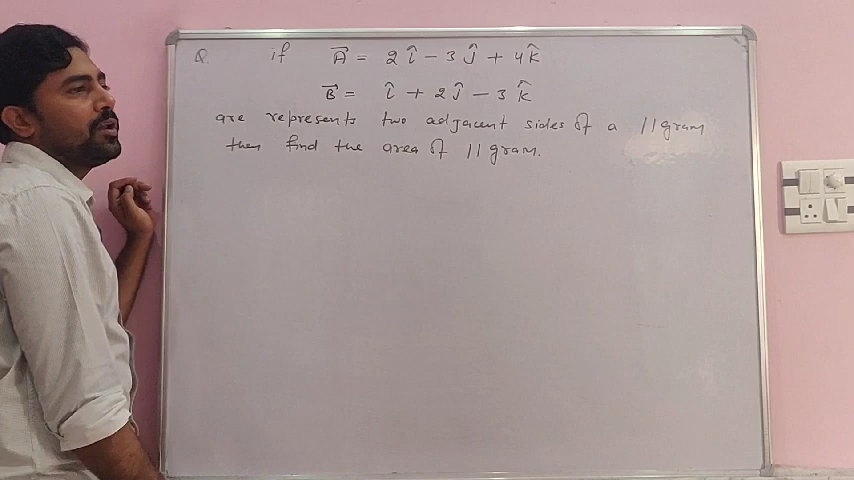 Q. if A⃗ = 2î - 3ĵ + 4k̂
B⃗ = î + 2ĵ - 3k̂
are represents two adjacent sides of a //gram
then find the area of //gram.